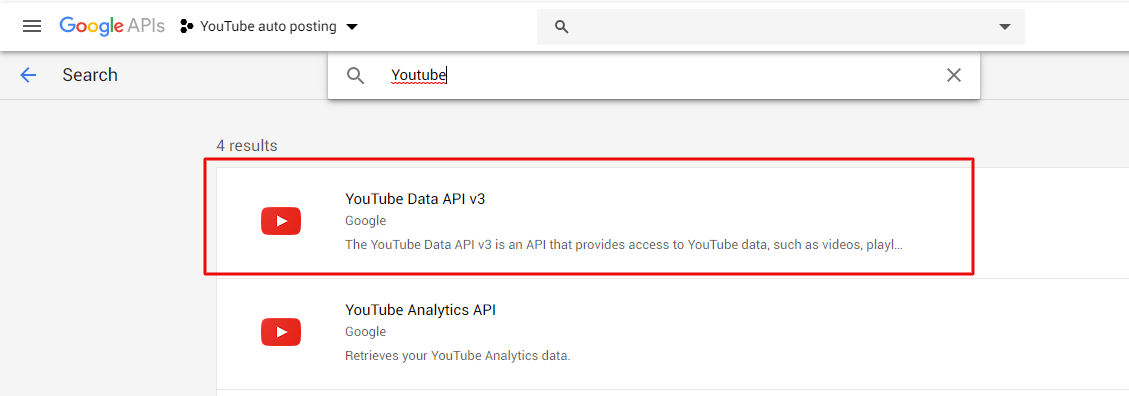 Google APIs YouTube auto posting
Search Youtube
4 results
YouTube Data API v3
Google
The YouTube Data API v3 is an API that provides access to YouTube data, such as videos, playl...
YouTube Analytics API
Google
Retrieves your YouTube Analytics data.